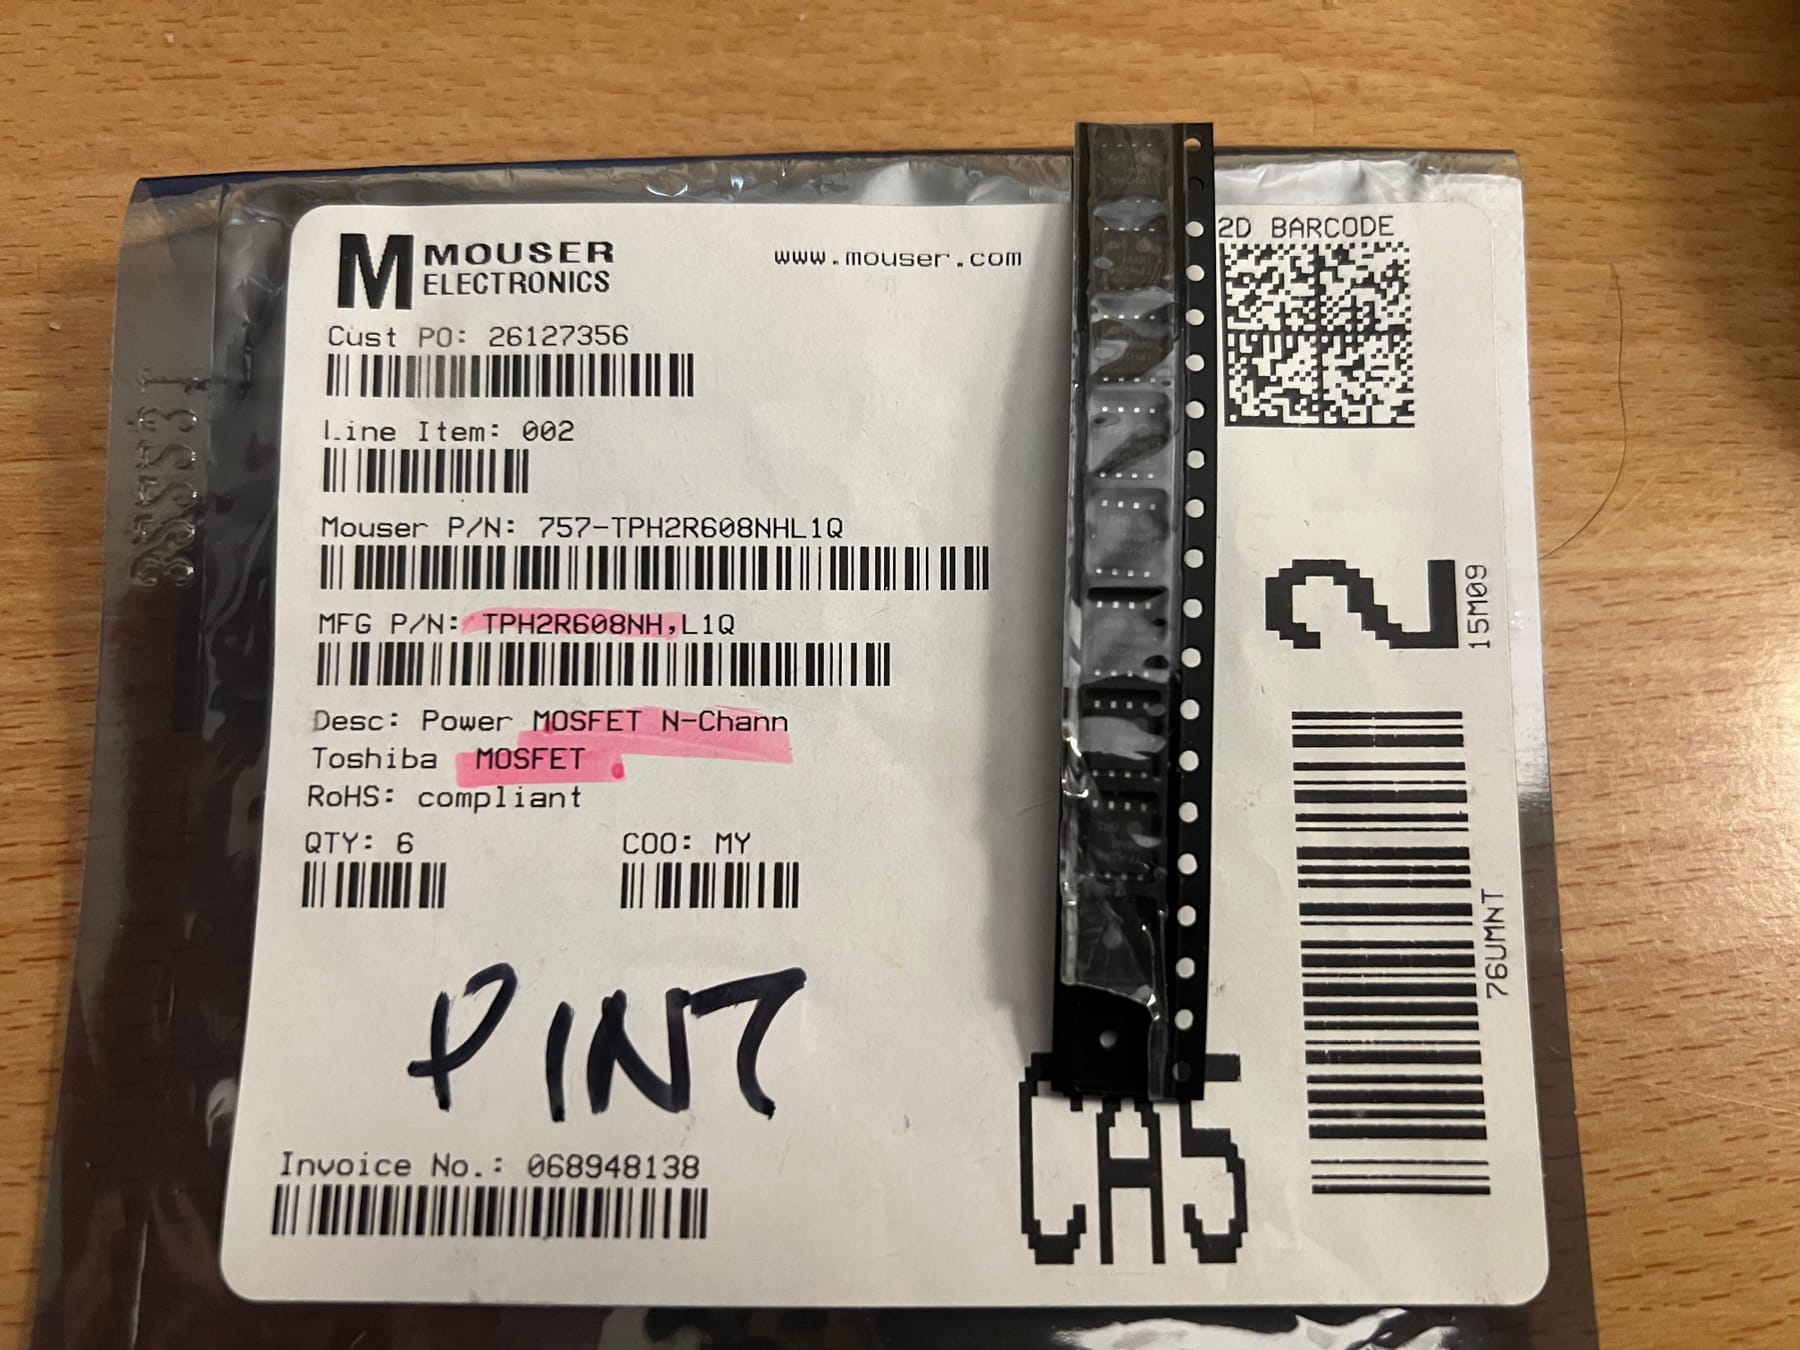 MOUSER
ELECTRONICS
www.mouser.com
2D BARCODE
Cust PO: 26127356
Line Item: 002
Mouser P/N: 757-TPH2R608NHL1Q
MFG P/N: TPH2R608NH,L1Q
Desc: Power MOSFET N-Chann
Toshiba MOSFET
RoHS: compliant
QTY: 6
COO: MY
PINT
Invoice No.: 068948138
CA5
2
15M09
76UMNT